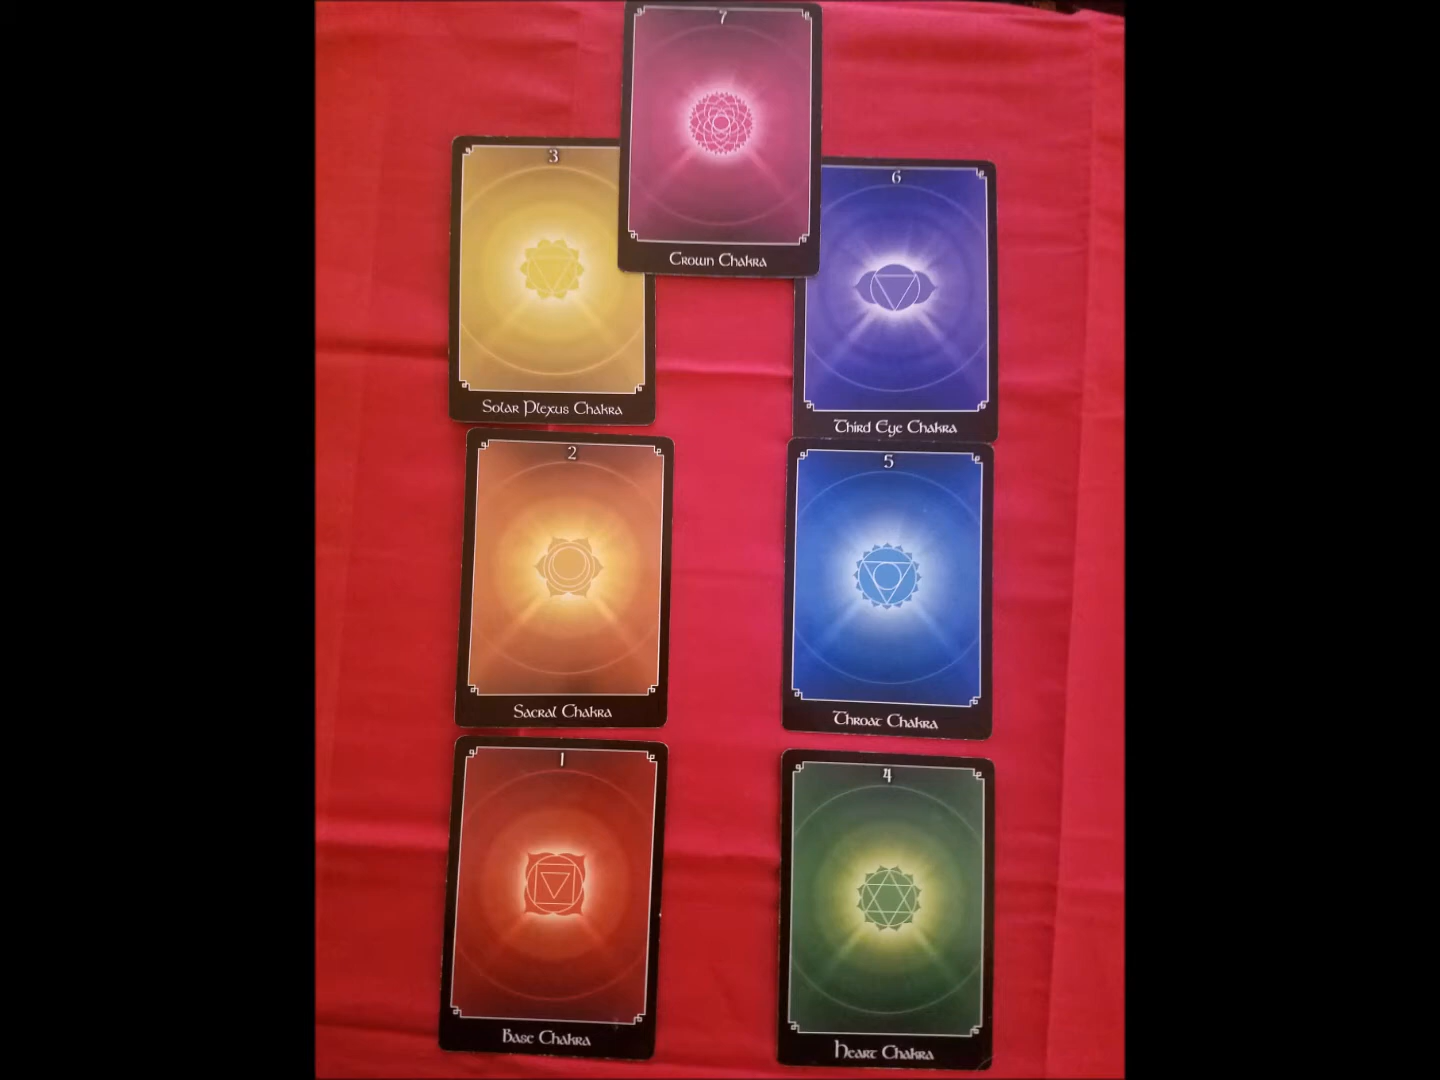 7
Crown Chakra
3
Solar Plexus Chakra
6
Third Eye Chakra
2
Sacral Chakra
5
Throat Chakra
1
Base Chakra
4
Heart Chakra